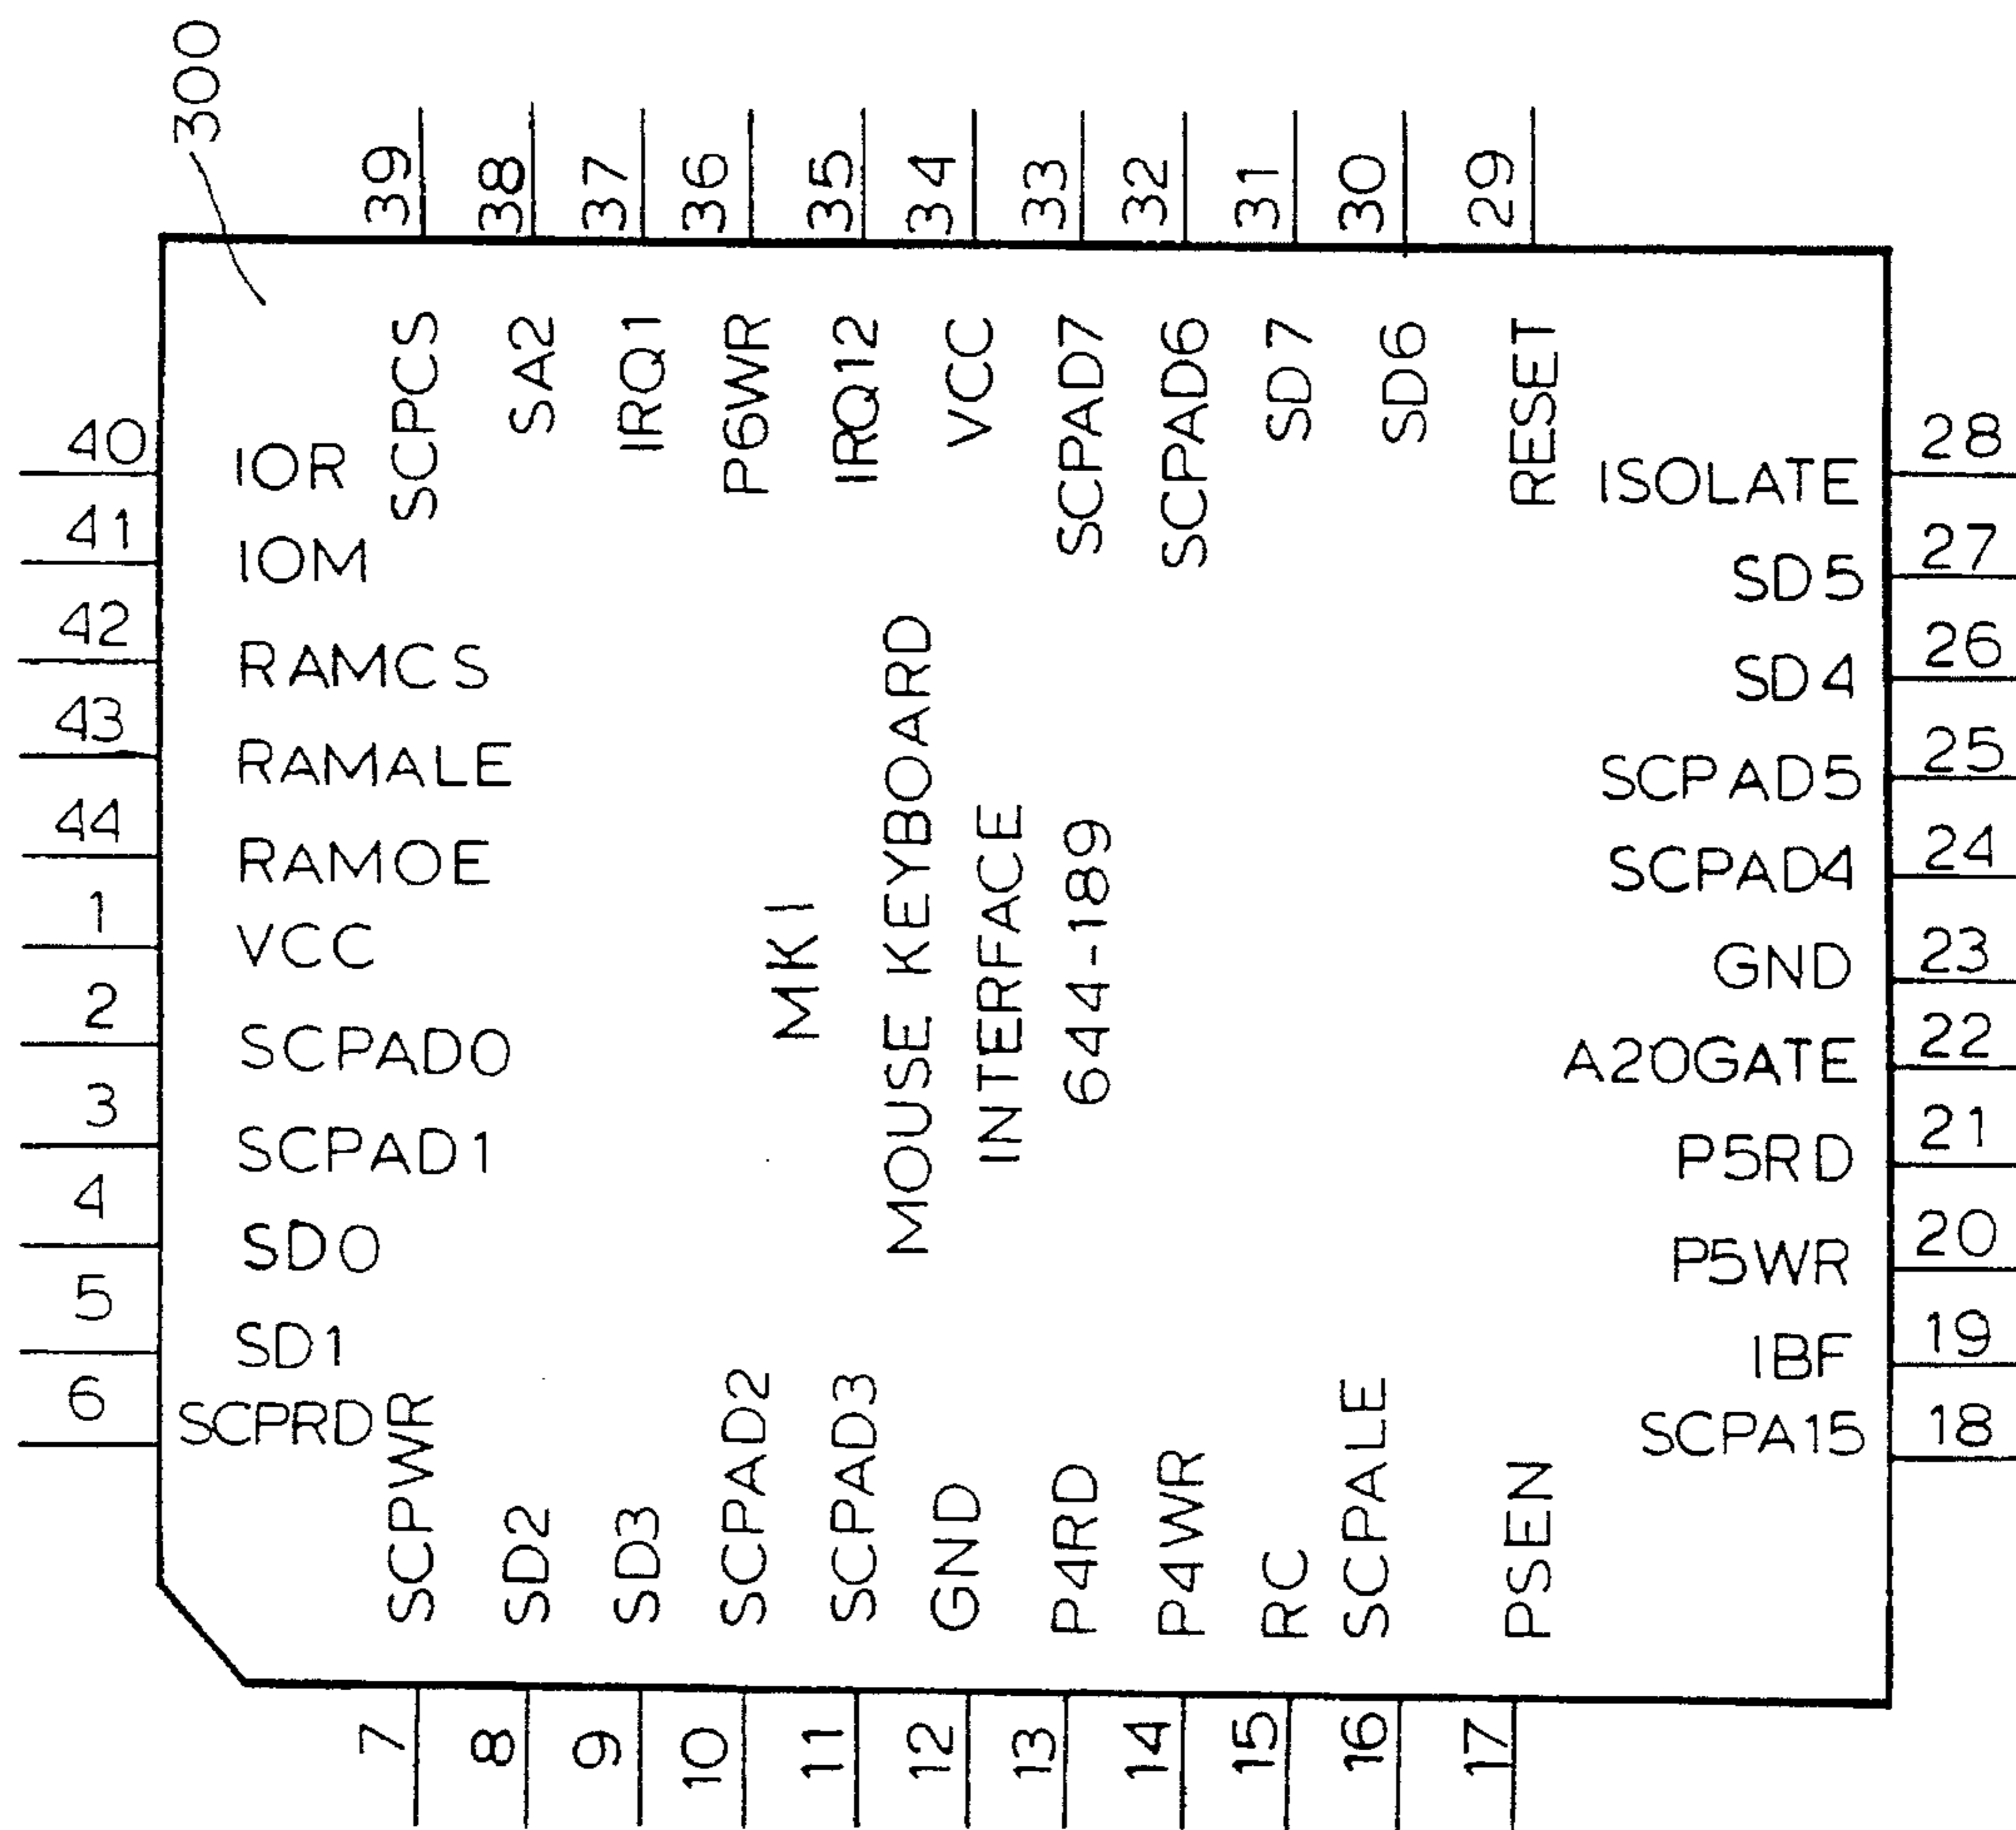 300
39
38
37
36
35
34
33
32
31
30
29
SCPCS
SA2
IRQ1
P6WR
IRQ12
VCC
SCPAD7
SCPAD6
SD7
SD6
RESET
40 IOR
41 IOM
42 RAMCS
43 RAMALE
44 RAMOE
1 VCC
2 SCPAD0
3 SCPAD1
4 SD0
5 SD1
6 SCPRD
MKI
MOUSE KEYBOARD
INTERFACE
644-189
ISOLATE 28
SD5 27
SD4 26
SCPAD5 25
SCPAD4 24
GND 23
A20GATE 22
P5RD 21
P5WR 20
IBF 19
SCPA15 18
SCPWR
SD2
SD3
SCPAD2
SCPAD3
GND
P4RD
P4WR
RC
SCPALE
PSEN
7
8
9
10
11
12
13
14
15
16
17